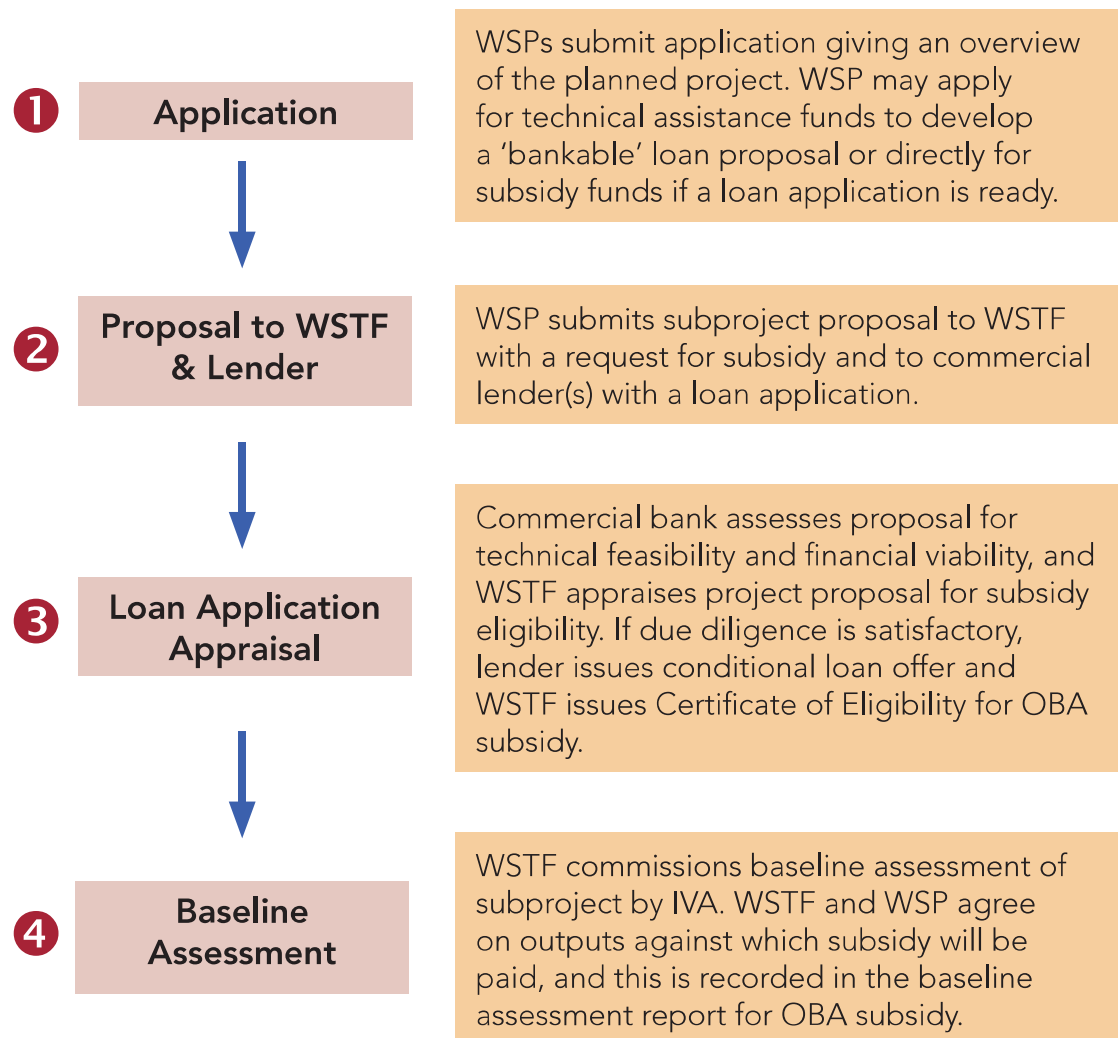 1
Application
WSPs submit application giving an overview
of the planned project. WSP may apply
for technical assistance funds to develop
a ‘bankable’ loan proposal or directly for
subsidy funds if a loan application is ready.
2
Proposal to WSTF
& Lender
WSP submits subproject proposal to WSTF
with a request for subsidy and to commercial
lender(s) with a loan application.
3
Loan Application
Appraisal
Commercial bank assesses proposal for
technical feasibility and financial viability, and
WSTF appraises project proposal for subsidy
eligibility. If due diligence is satisfactory,
lender issues conditional loan offer and
WSTF issues Certificate of Eligibility for OBA
subsidy.
4
Baseline
Assessment
WSTF commissions baseline assessment of
subproject by IVA. WSTF and WSP agree
on outputs against which subsidy will be
paid, and this is recorded in the baseline
assessment report for OBA subsidy.